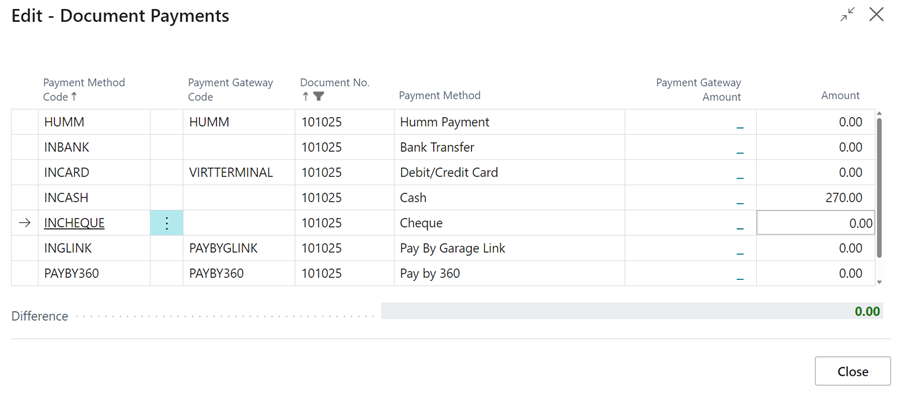 Edit - Document Payments
Payment Method Code ↑ Payment Gateway Code Document No. ↑ Payment Method Payment Gateway Amount Amount
HUMM HUMM 101025 Humm Payment _ 0.00
INBANK 101025 Bank Transfer _ 0.00
INCARD VIRTTERMINAL 101025 Debit/Credit Card _ 0.00
INCASH 101025 Cash _ 270.00
INCHEQUE 101025 Cheque _ 0.00
INGLINK PAYBYGLINK 101025 Pay By Garage Link _ 0.00
PAYBY360 PAYBY360 101025 Pay by 360 _ 0.00
Difference 0.00
Close